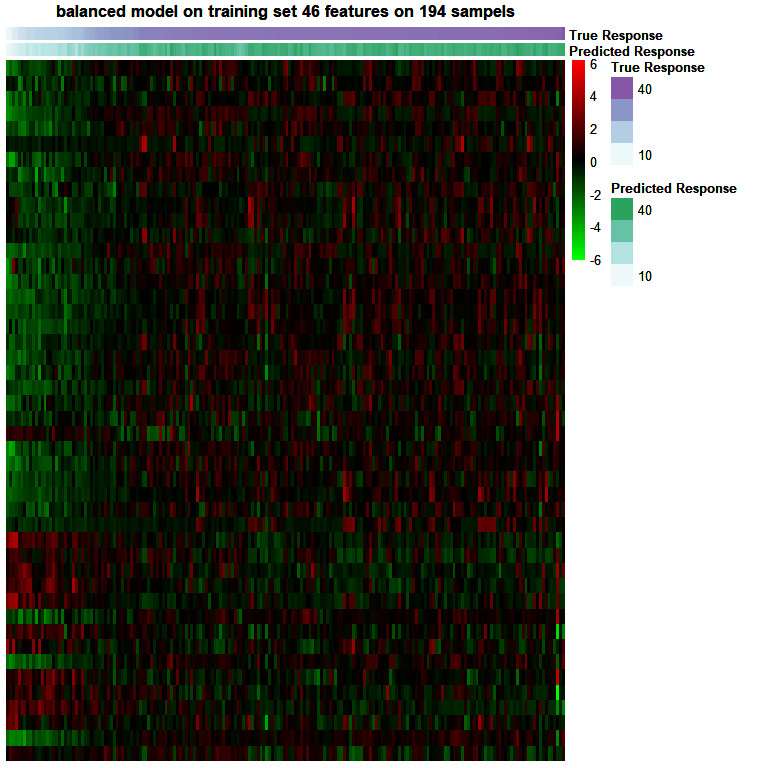 balanced model on training set 46 features on 194 sampels
True Response
Predicted Response
True Response
6
4
2
0
-2
-4
-6
40
10
Predicted Response
40
10